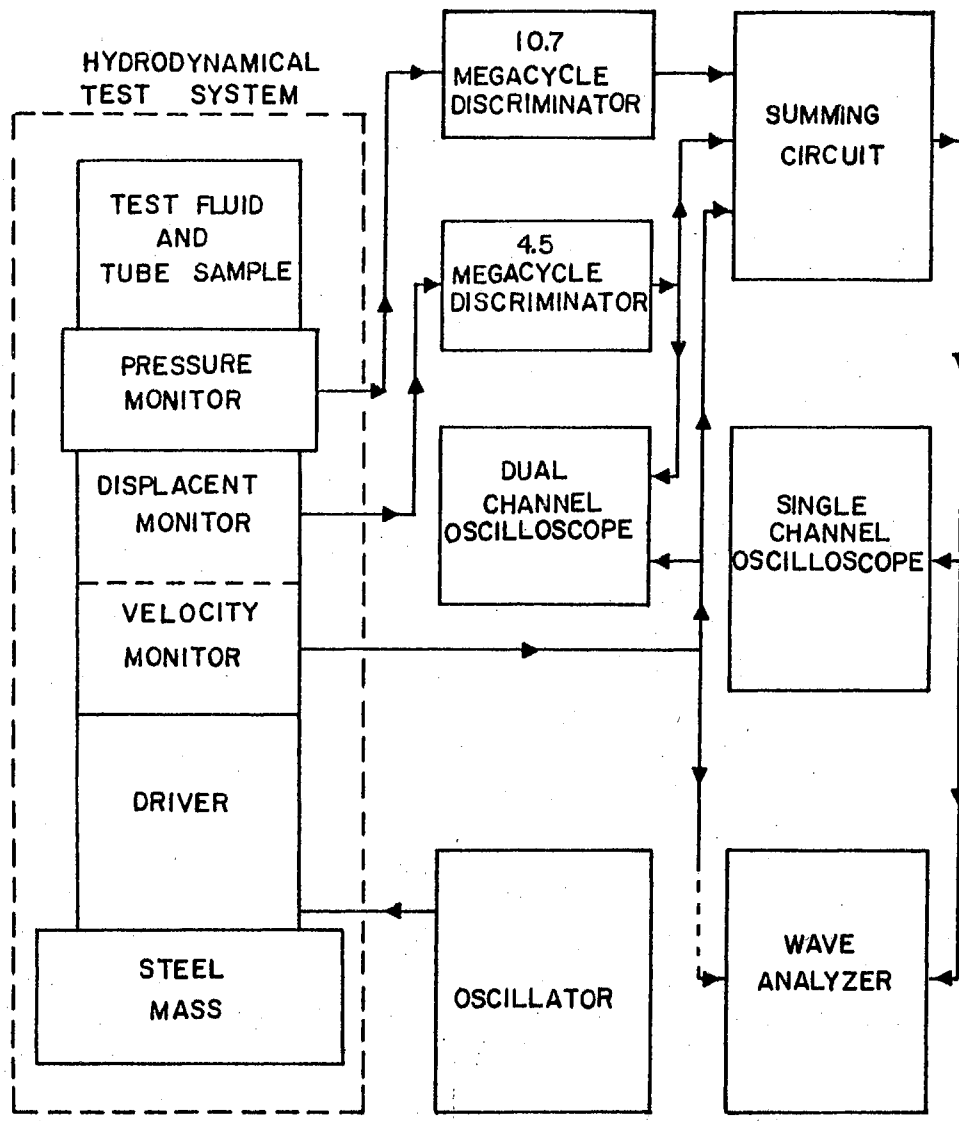 HYDRODYNAMICAL
TEST SYSTEM
TEST FLUID
AND
TUBE SAMPLE
PRESSURE
MONITOR
DISPLACENT
MONITOR
VELOCITY
MONITOR
DRIVER
STEEL
MASS
10.7
MEGACYCLE
DISCRIMINATOR
4.5
MEGACYCLE
DISCRIMINATOR
DUAL
CHANNEL
OSCILLOSCOPE
OSCILLATOR
SUMMING
CIRCUIT
SINGLE
CHANNEL
OSCILLOSCOPE
WAVE
ANALYZER